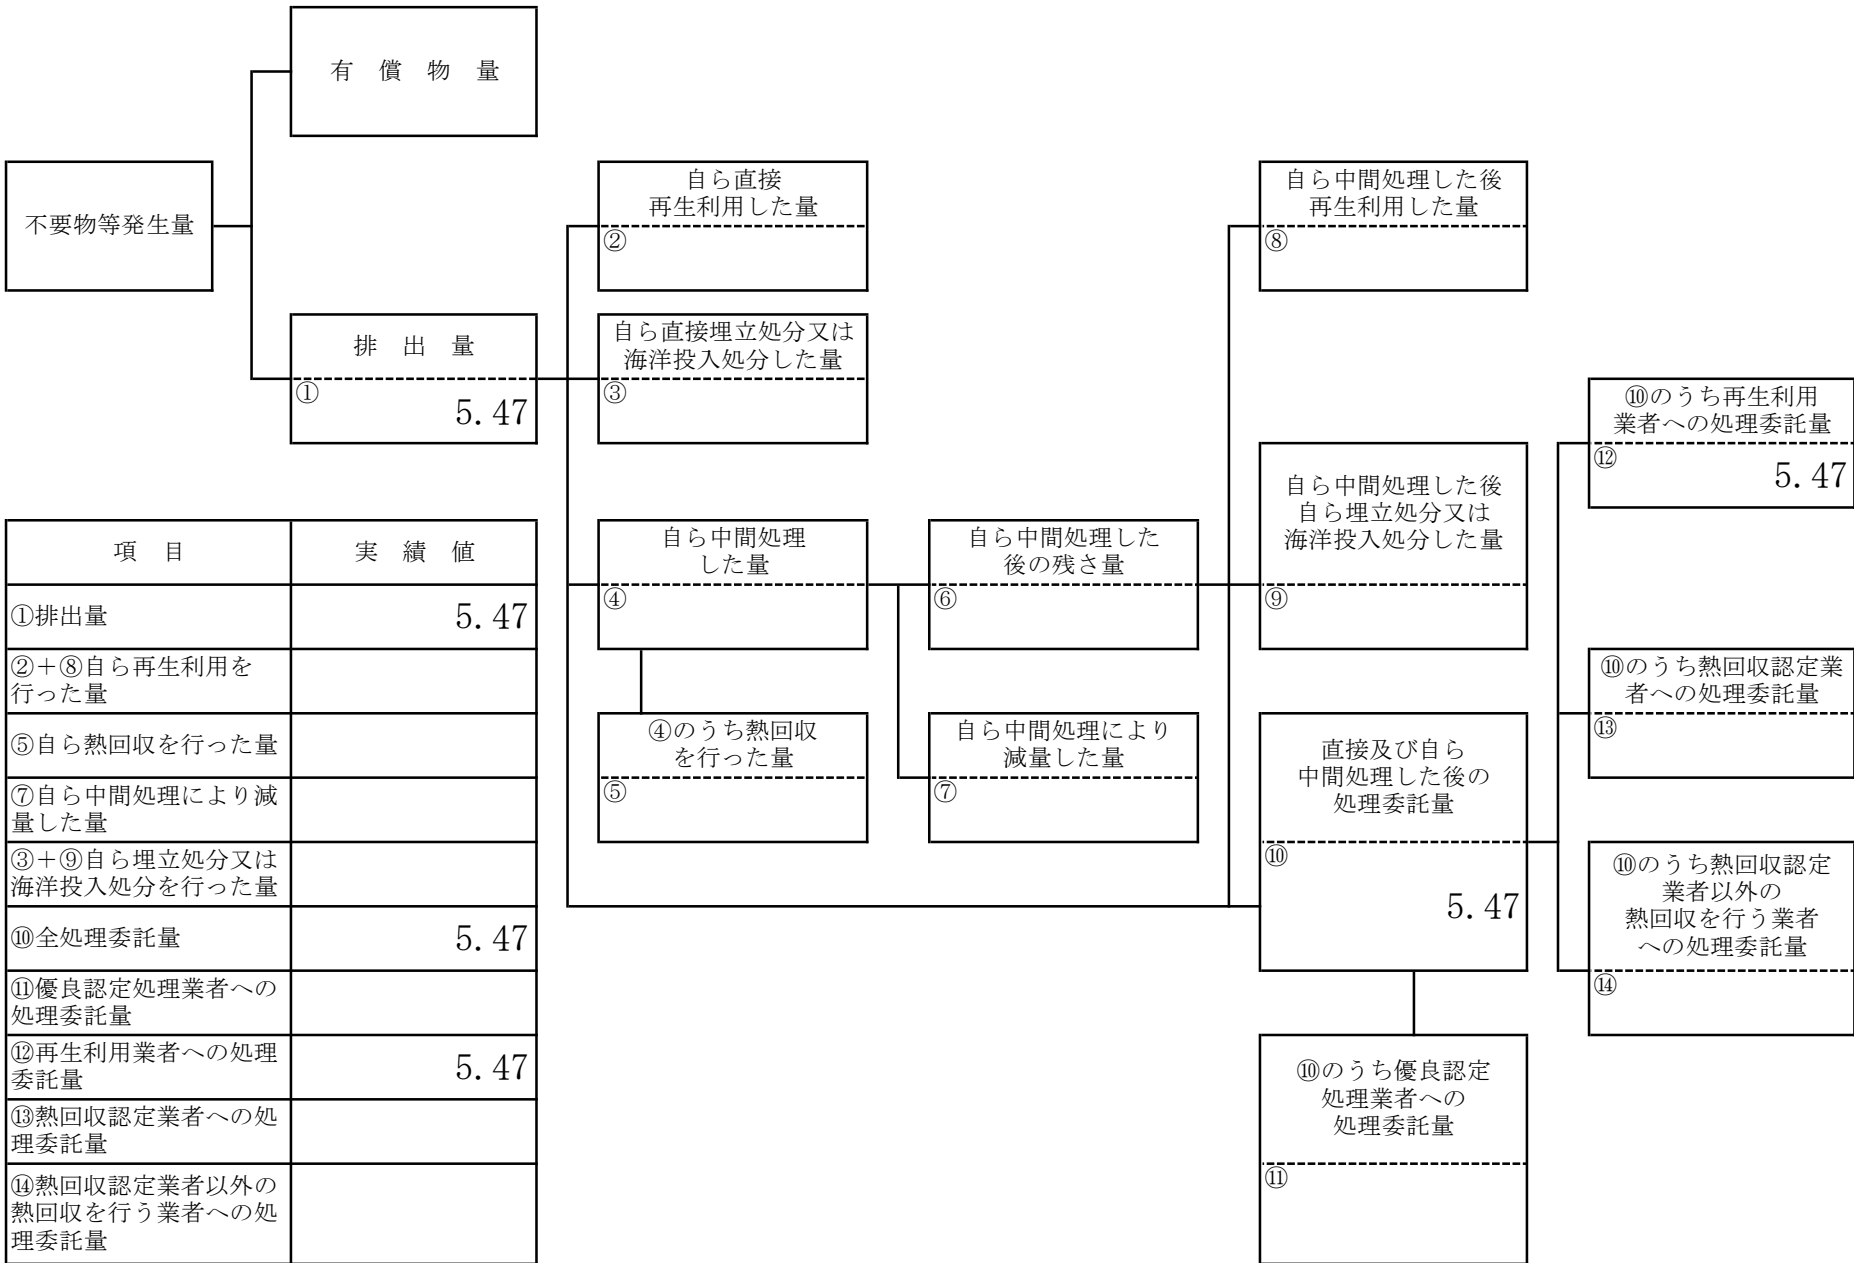 有 償 物 量
不要物等発生量
自ら直接
再生利用した量
②
自ら中間処理した後
再生利用した量
⑧
排 出 量
①
5.47
自ら直接埋立処分又は
海洋投入処分した量
③
⑩のうち再生利用
業者への処理委託量
⑫
5.47
自ら中間処理した後
自ら埋立処分又は
海洋投入処分した量
⑨
自ら中間処理
した量
④
自ら中間処理した
後の残さ量
⑥
⑩のうち熱回収認定業
者への処理委託量
⑬
④のうち熱回収
を行った量
⑤
自ら中間処理により
減量した量
⑦
直接及び自ら
中間処理した後の
処理委託量
⑩
5.47
⑩のうち熱回収認定
業者以外の
熱回収を行う業者
への処理委託量
⑭
⑩のうち優良認定
処理業者への
処理委託量
⑪
項 目 実 績 値
①排出量 5.47
②+⑧自ら再生利用を
行った量
⑤自ら熱回収を行った量
⑦自ら中間処理により減
量した量
③+⑨自ら埋立処分又は
海洋投入処分を行った量
⑩全処理委託量 5.47
⑪優良認定処理業者への
処理委託量
⑫再生利用業者への処理
委託量 5.47
⑬熱回収認定業者への処
理委託量
⑭熱回収認定業者以外の
熱回収を行う業者への処
理委託量